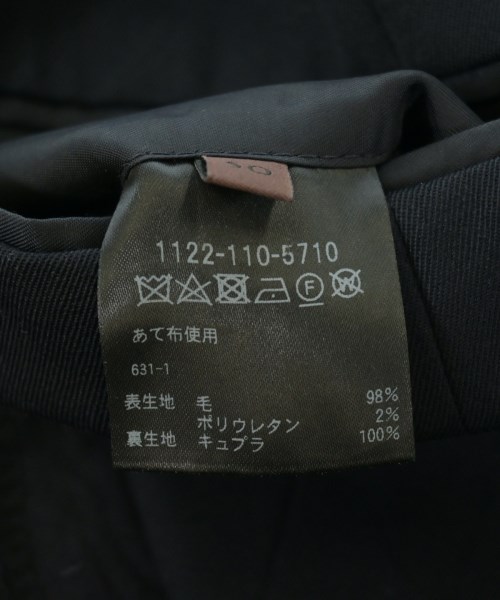 10
1122-110-5710
F W
あて布使用
631-1
表生地 毛 98%
ポリウレタン 2%
裏生地 キュプラ 100%